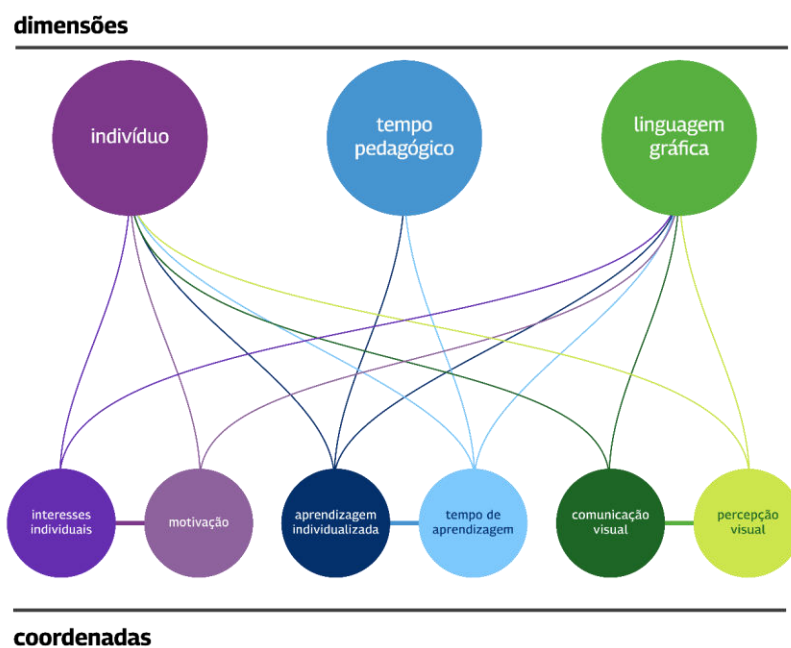 dimensões
indivíduo
tempo
pedagógico
linguagem
gráfica
interesses
individuais
motivação
aprendizagem
individualizada
tempo de
aprendizagem
comunicação
visual
percepção
visual
coordenadas